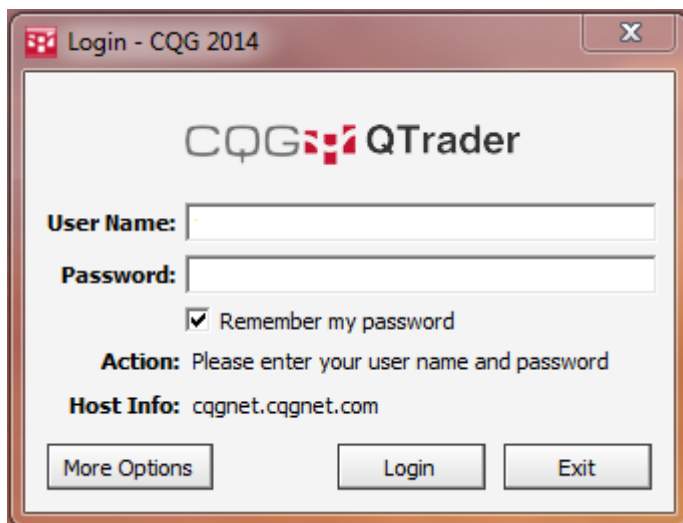 Login - CQG 2014
CQG QTrader
User Name:
Password:
Remember my password
Action: Please enter your user name and password
Host Info: cqgnet.cqgnet.com
More Options Login Exit